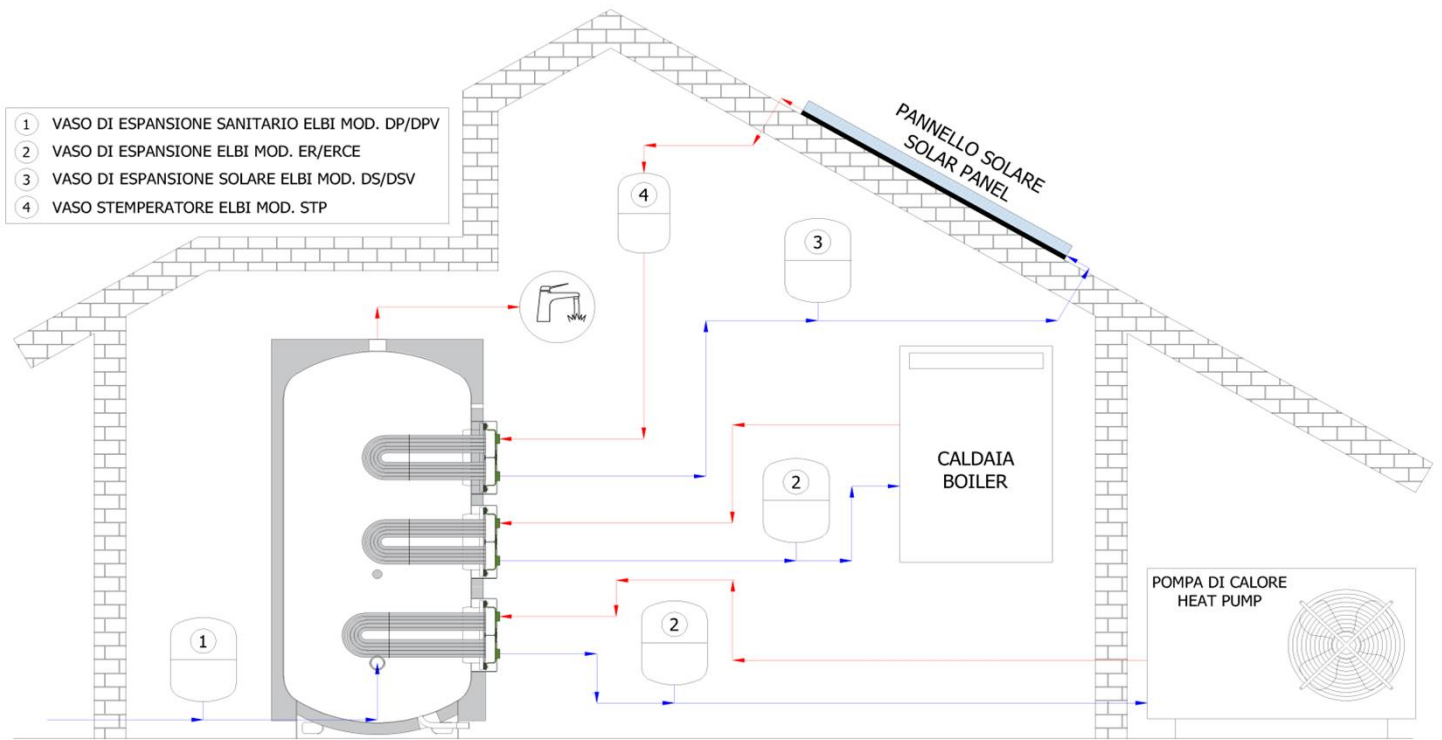 1 VASO DI ESPANSIONE SANITARIO ELBI MOD. DP/DPV
2 VASO DI ESPANSIONE ELBI MOD. ER/ERCE
3 VASO DI ESPANSIONE SOLARE ELBI MOD. DS/DSV
4 VASO STEMPERATORE ELBI MOD. STP
PANNELLO SOLARE
SOLAR PANEL
4
3
CALDAIA
BOILER
2
POMPA DI CALORE
HEAT PUMP
2
1